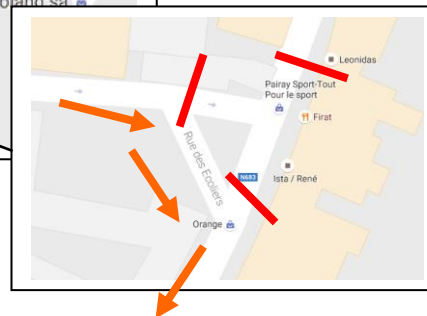 Leonidas
Pairay Sport-Tout
Pour le sport
Firat
Rue des Ecoliers
N683
Ista / René
Orange